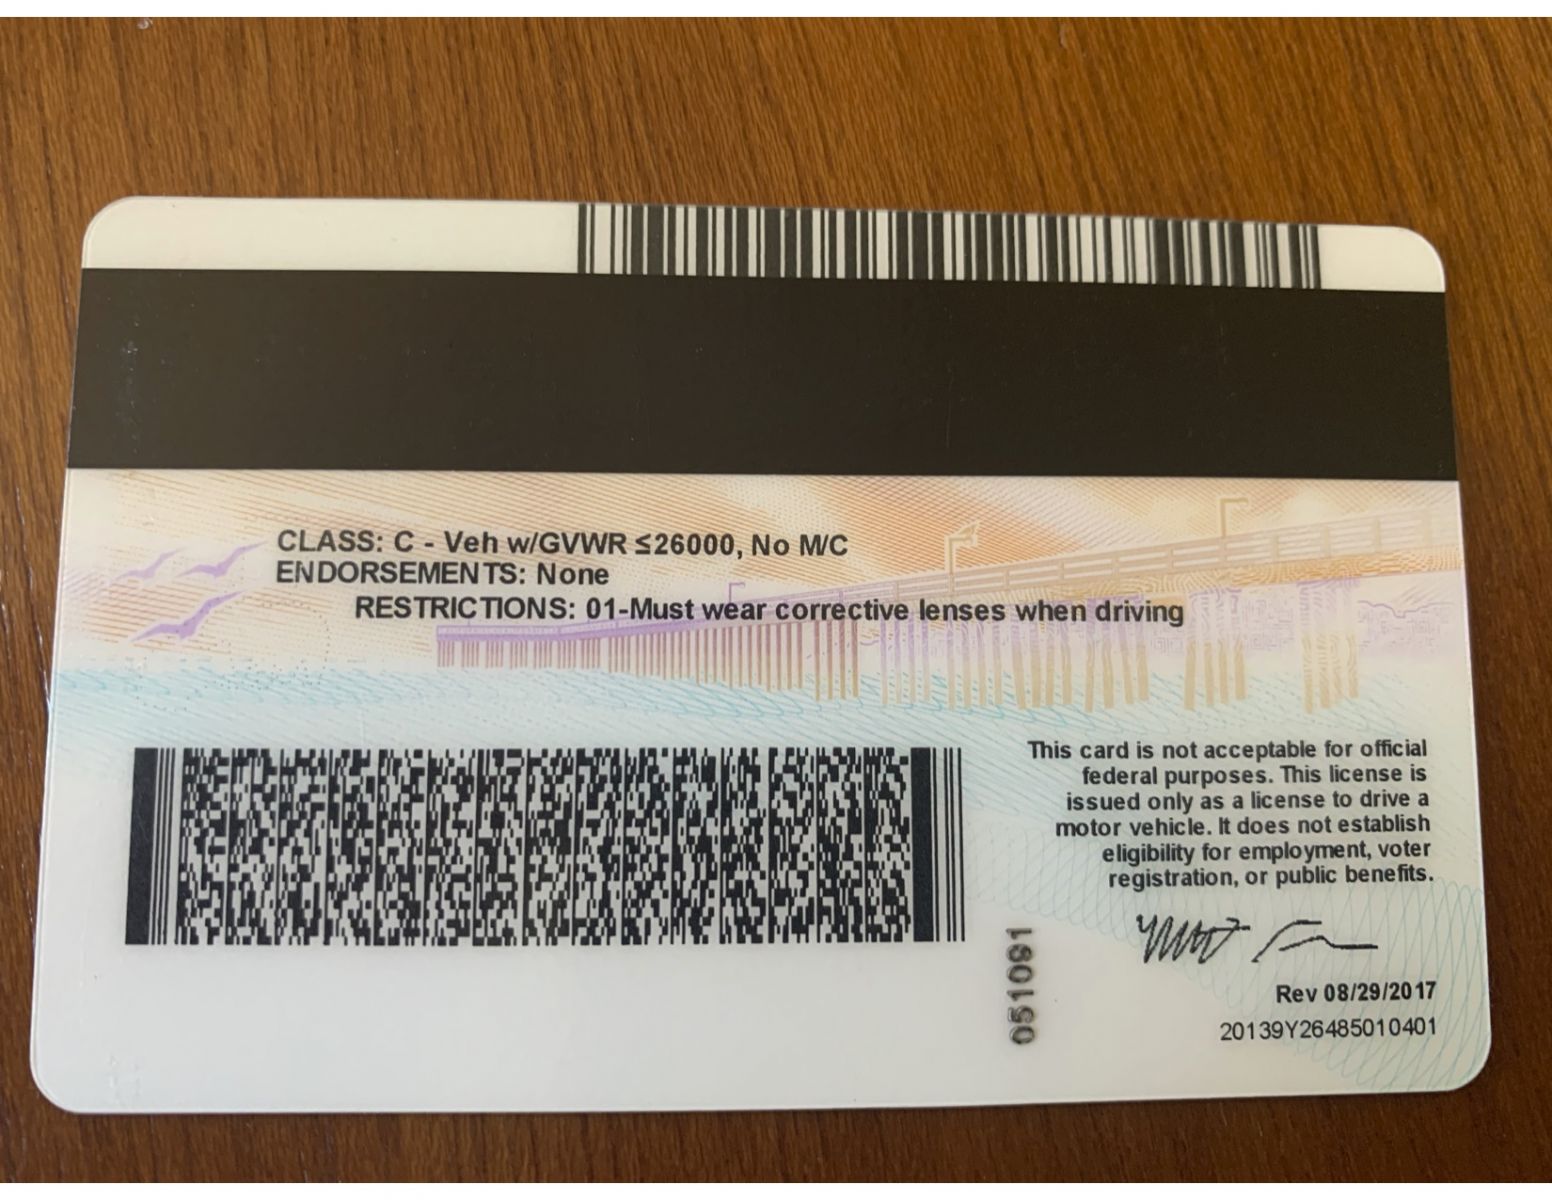 CLASS: C - Veh w/GVWR ≤26000, No M/C
ENDORSEMENTS: None
RESTRICTIONS: 01-Must wear corrective lenses when driving
This card is not acceptable for official
federal purposes. This license is
issued only as a license to drive a
motor vehicle. It does not establish
eligibility for employment, voter
registration, or public benefits.
051091
Rev 08/29/2017
20139Y26485010401